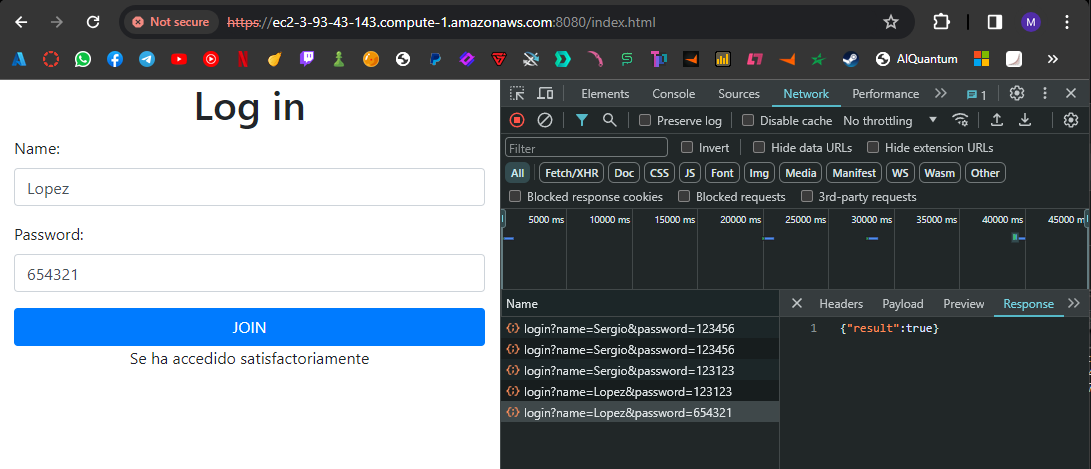 Not secure https://ec2-3-93-43-143.compute-1.amazonaws.com:8080/index.html M
AIQuantum
Log in
Name:
Lopez
Password:
654321
JOIN
Se ha accedido satisfactoriamente
Elements Console Sources Network Performance 1
Preserve log Disable cache No throttling
Filter Invert Hide data URLs Hide extension URLs
All Fetch/XHR Doc CSS JS Font Img Media Manifest WS Wasm Other
Blocked response cookies Blocked requests 3rd-party requests
5000 ms 10000 ms 15000 ms 20000 ms 25000 ms 30000 ms 35000 ms 40000 ms 45000 ms
Name
login?name=Sergio&password=123456
login?name=Sergio&password=123456
login?name=Sergio&password=123123
login?name=Lopez&password=123123
login?name=Lopez&password=654321
Headers Payload Preview Response
1 {"result":true}